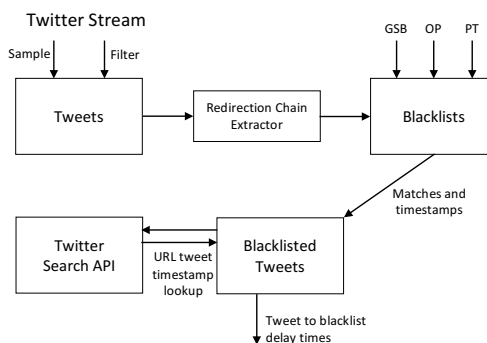 Twitter Stream
Sample
Filter
GSB
OP
PT
Tweets
Redirection Chain
Extractor
Blacklists
Matches and
timestamps
Twitter
Search API
URL tweet
timestamp
lookup
Blacklisted
Tweets
Tweet to blacklist
delay times